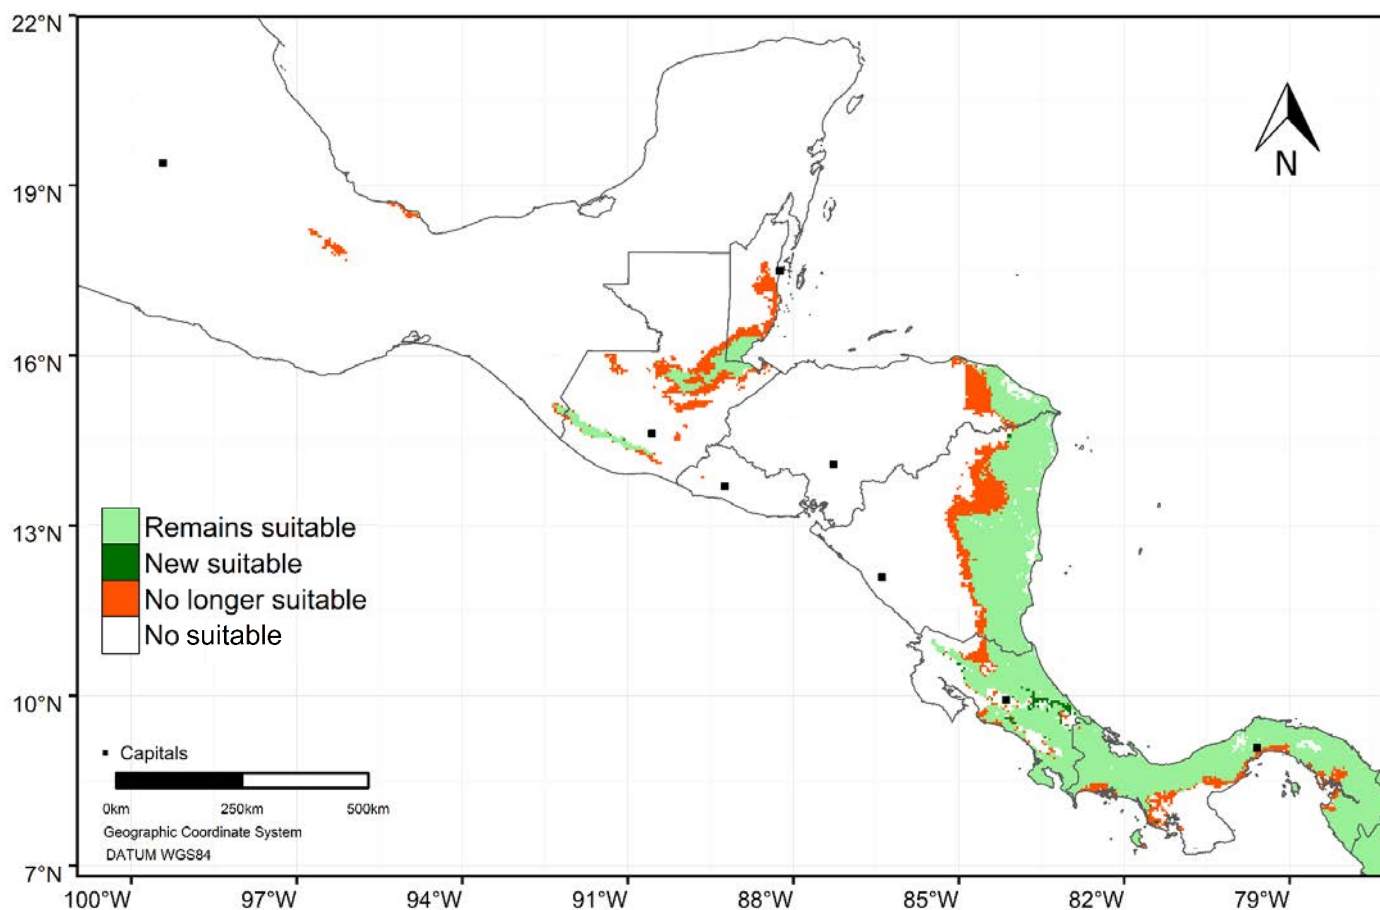 22°N
19°N
16°N
13°N
10°N
7°N
N
Remains suitable
New suitable
No longer suitable
No suitable
Capitals
0km 250km 500km
Geographic Coordinate System
DATUM WGS84
100°W 97°W 94°W 91°W 88°W 85°W 82°W 79°W